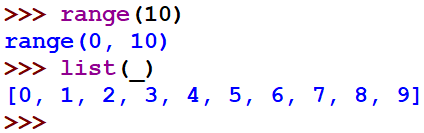 >>> range(10)
range(0, 10)
>>> list(_)
[0, 1, 2, 3, 4, 5, 6, 7, 8, 9]
>>>